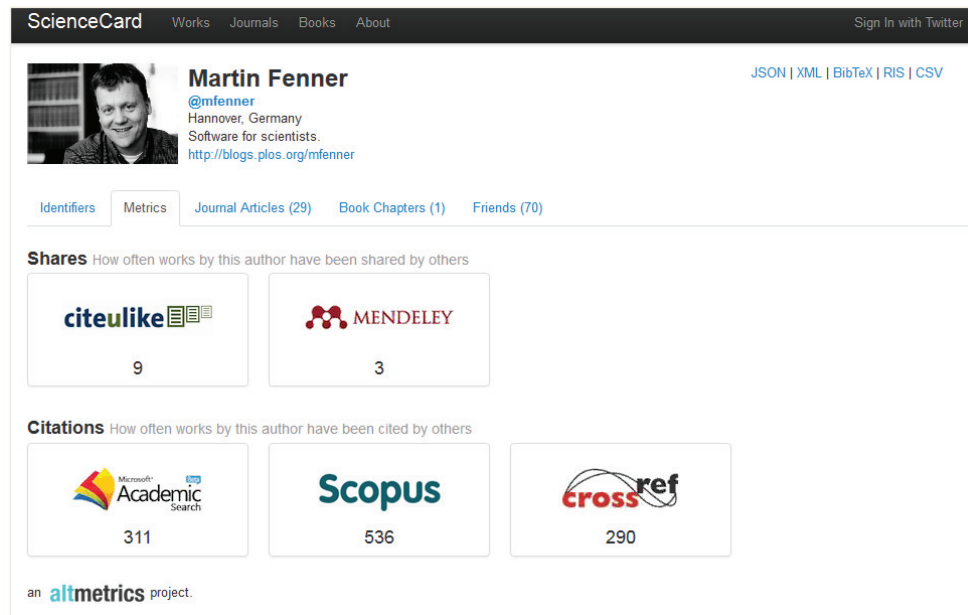 ScienceCard Works Journals Books About Sign In with Twitter
Martin Fenner JSON | XML | BibTeX | RIS | CSV
@mfenner
Hannover, Germany
Software for scientists.
http://blogs.plos.org/mfenner
Identifiers Metrics Journal Articles (29) Book Chapters (1) Friends (70)
Shares How often works by this author have been shared by others
citeulike MENDELEY
9 3
Citations How often works by this author have been cited by others
Microsoft Academic Search Beta Scopus crossref
311 536 290
an altmetrics project.